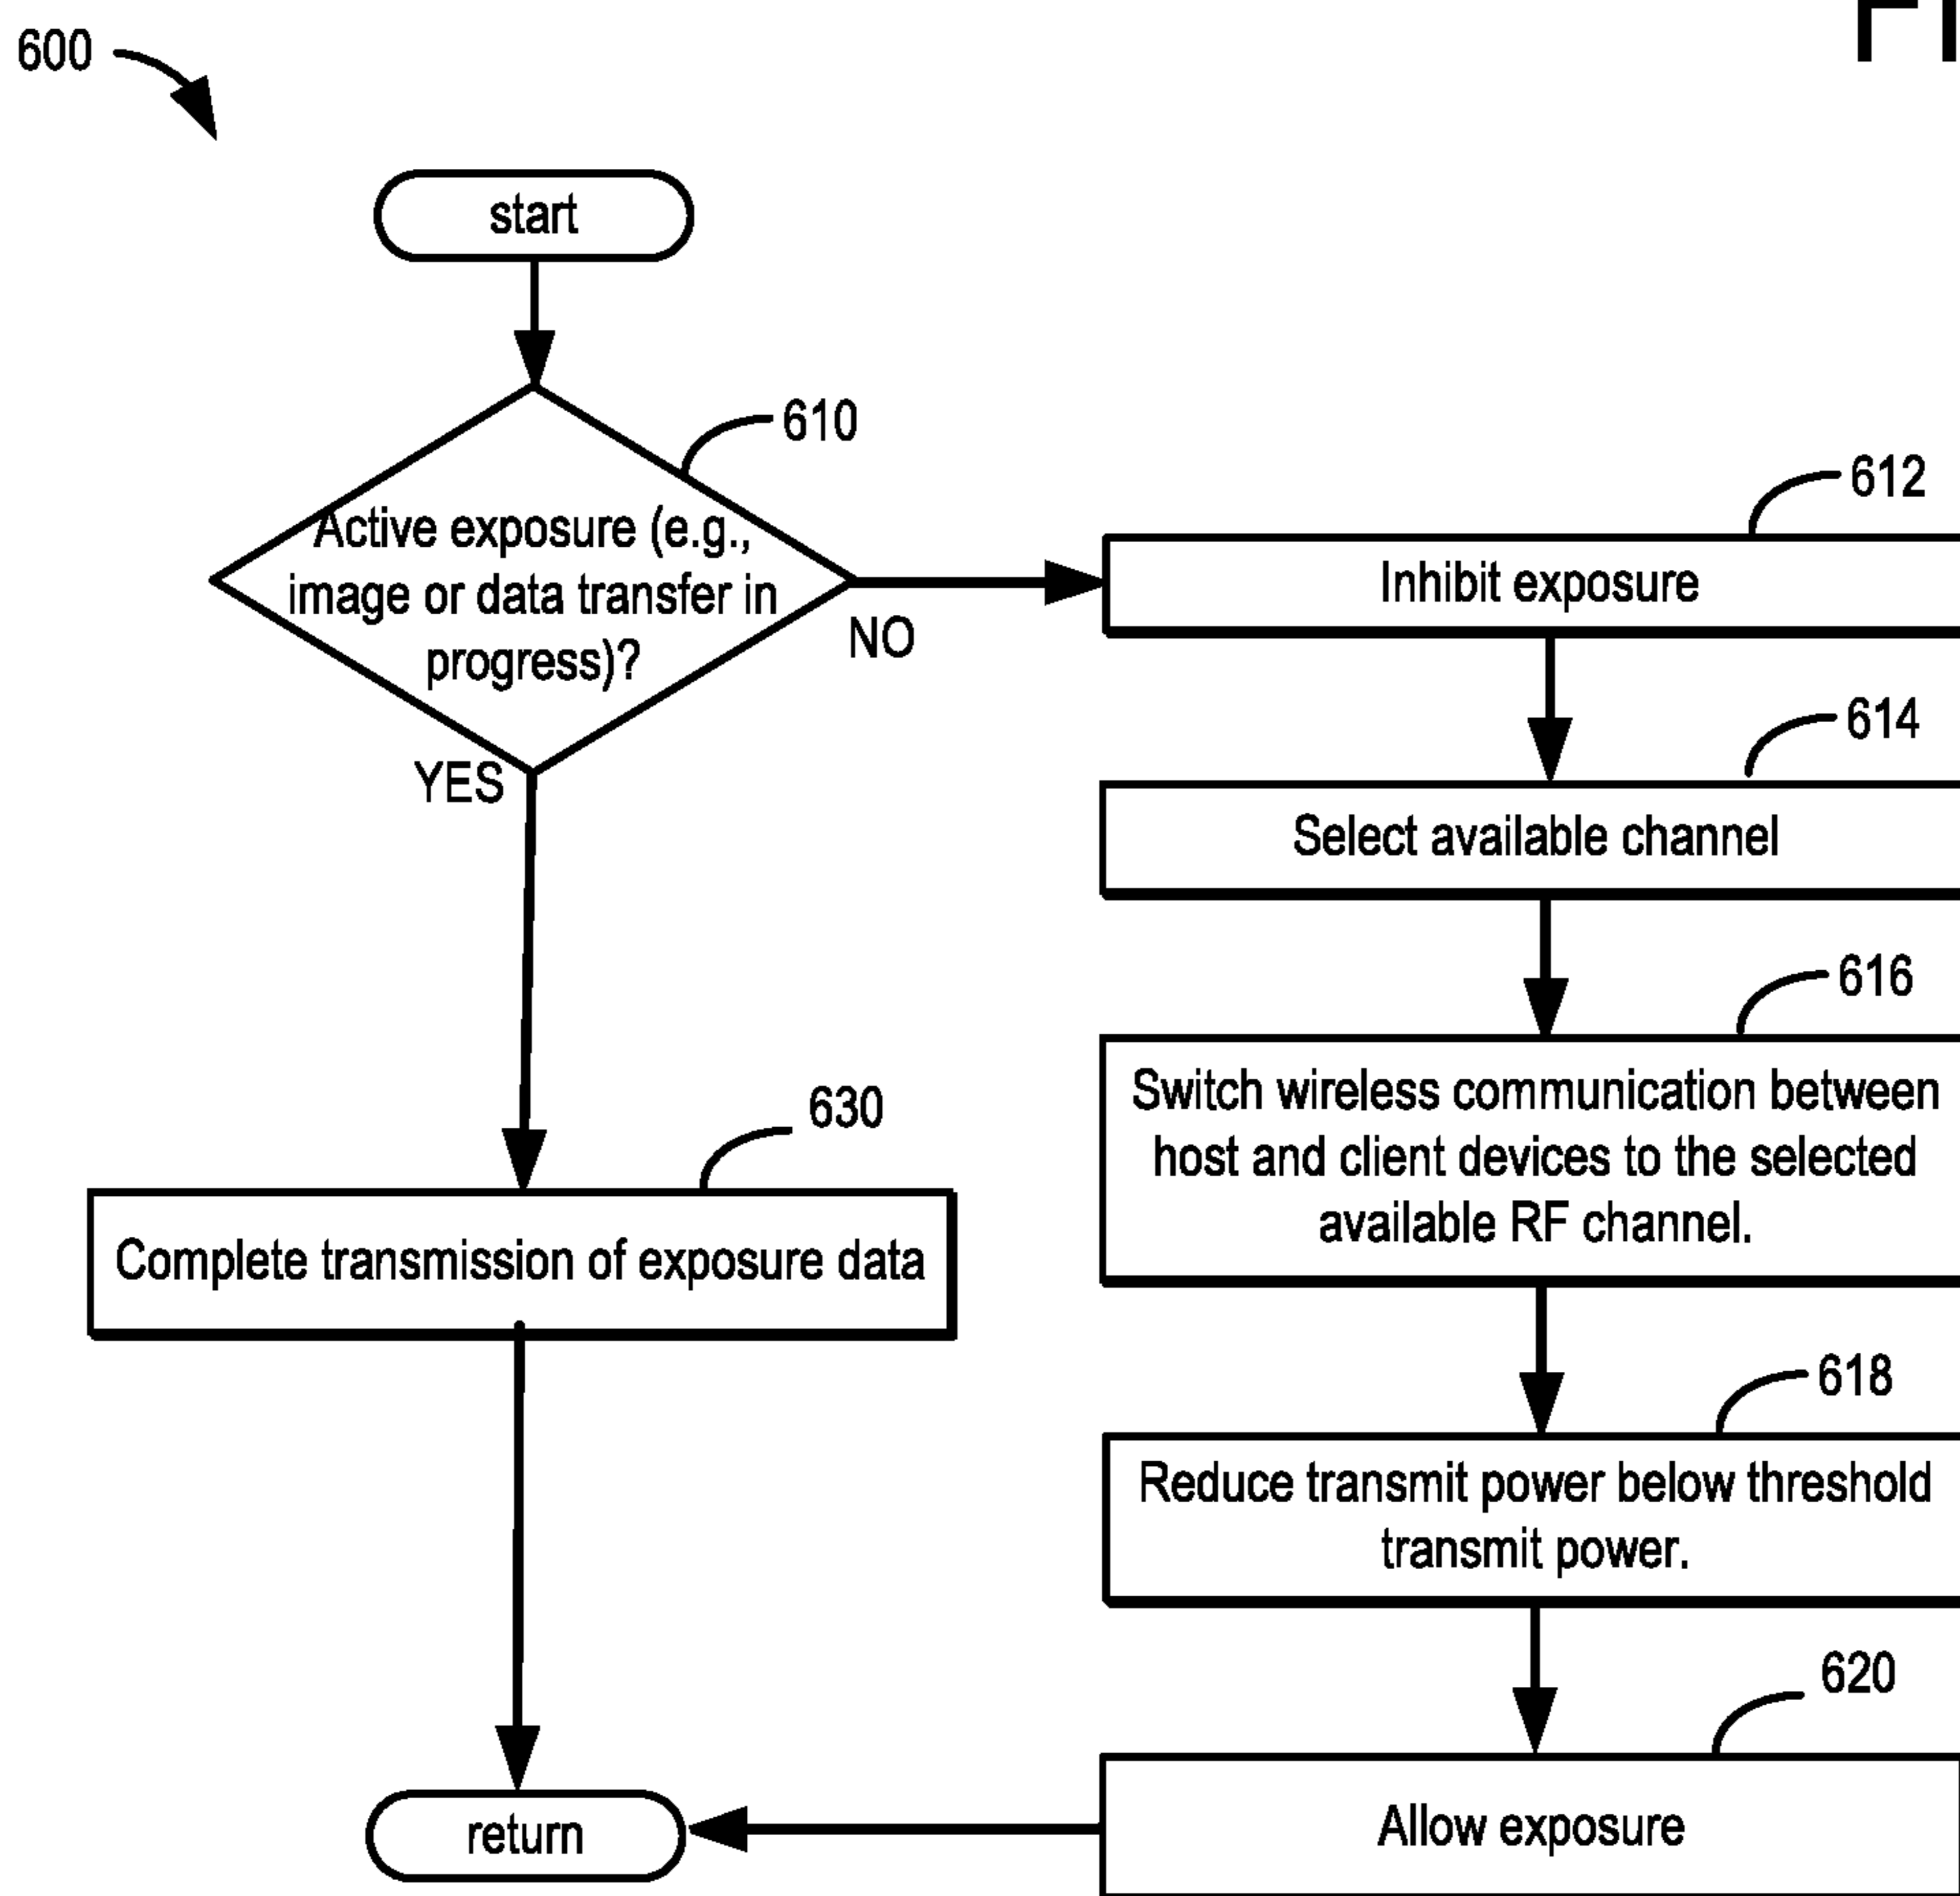 600
start
610
Active exposure (e.g.,
image or data transfer in
progress)?
NO
YES
612
Inhibit exposure
614
Select available channel
616
Switch wireless communication between
host and client devices to the selected
available RF channel.
618
Reduce transmit power below threshold
transmit power.
620
Allow exposure
630
Complete transmission of exposure data
return